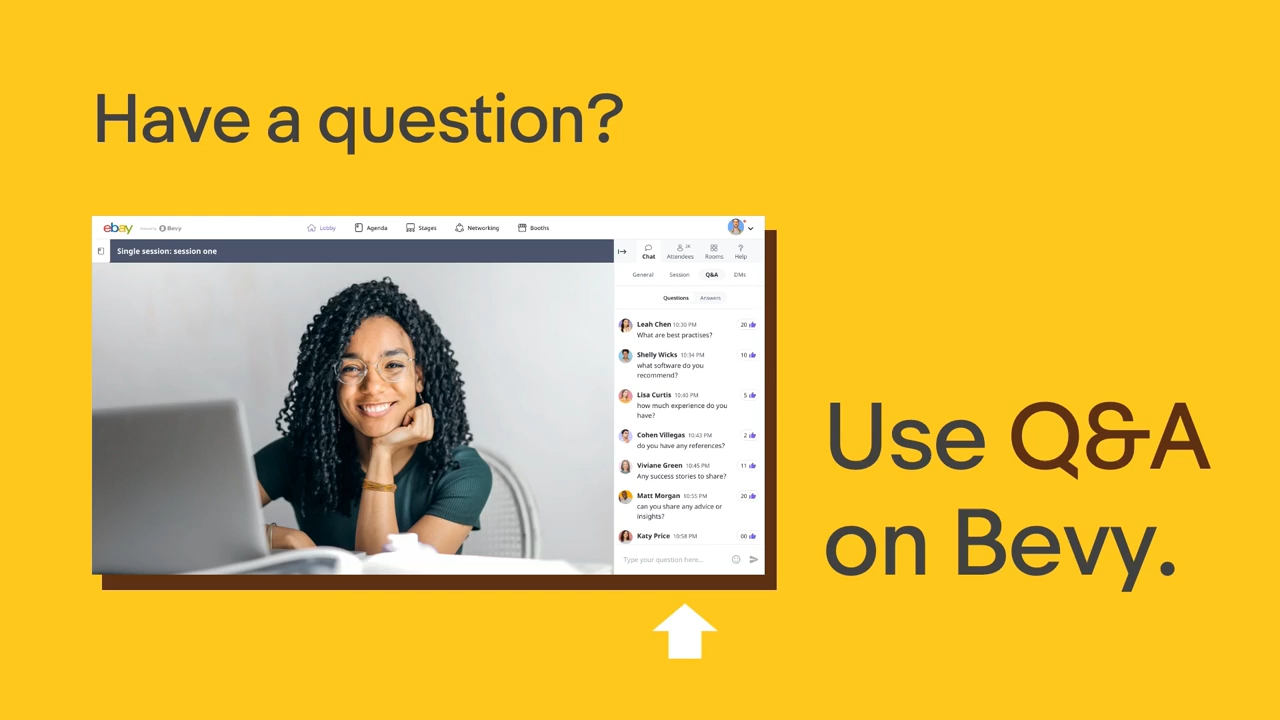 Have a question?
ebay
Bevy
Lobby
Agenda
Stages
Networking
Booths
Single session: session one
Chat
Attendees
Rooms
Help
General
Session
Q&A
DMs
Questions
Answers
Leah Chen 10:30 PM
20
What are best practises?
Shelly Wicks 10:34 PM
10
what software do you
recommend?
Lisa Curtis 10:40 PM
5
how much experience do you
have?
Cohen Villegas 10:43 PM
2
do you have any references?
Viviane Green 10:45 PM
11
Any success stories to share?
Matt Morgan 10:55 PM
20
can you share any advice or
insights?
Katy Price 10:58 PM
00
Type your question here...
Use Q&A
on Bevy.